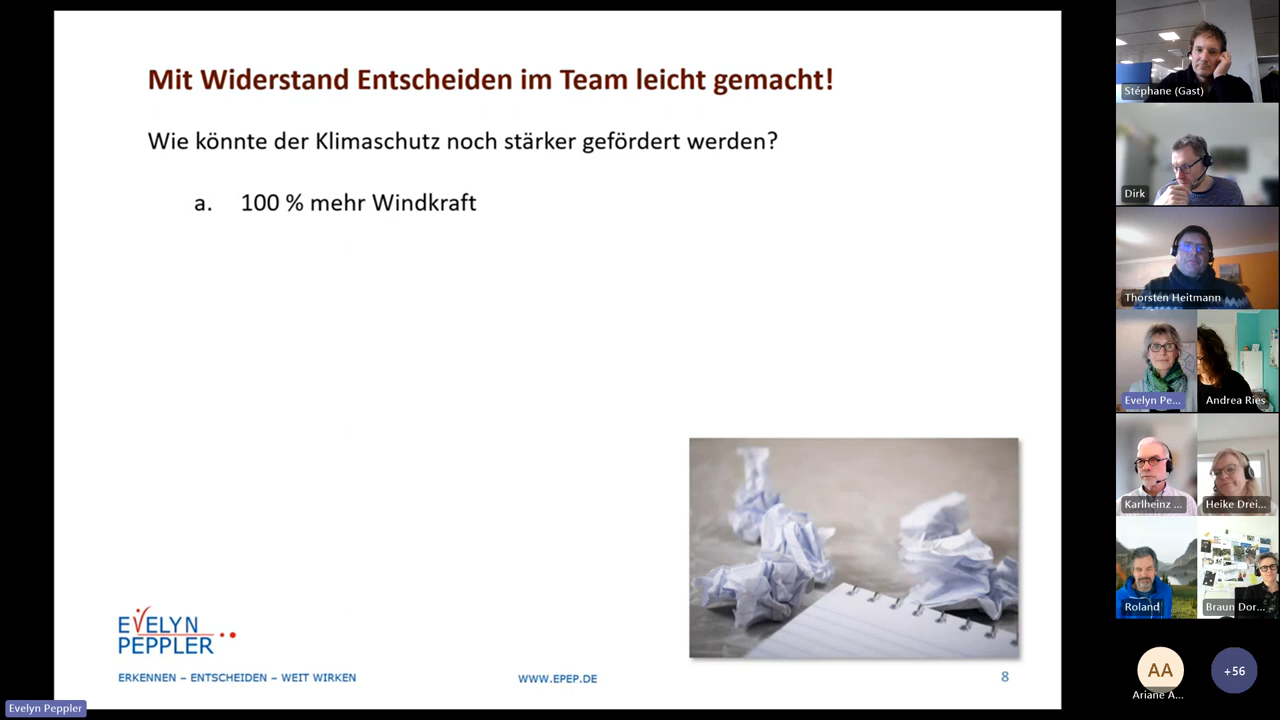 Mit Widerstand Entscheiden im Team leicht gemacht!
Wie könnte der Klimaschutz noch stärker gefördert werden?
a. 100 % mehr Windkraft
EVELYN
PEPPLER
ERKENNEN – ENTSCHEIDEN – WEIT WIRKEN
WWW.EPEP.DE
8
Evelyn Peppler
Stéphane (Gast)
Dirk
Thorsten Heitmann
Evelyn Pe...
Andrea Ries
Karlheinz ...
Heike Drei...
Roland
Braun Dor...
AA
Ariane A...
+56